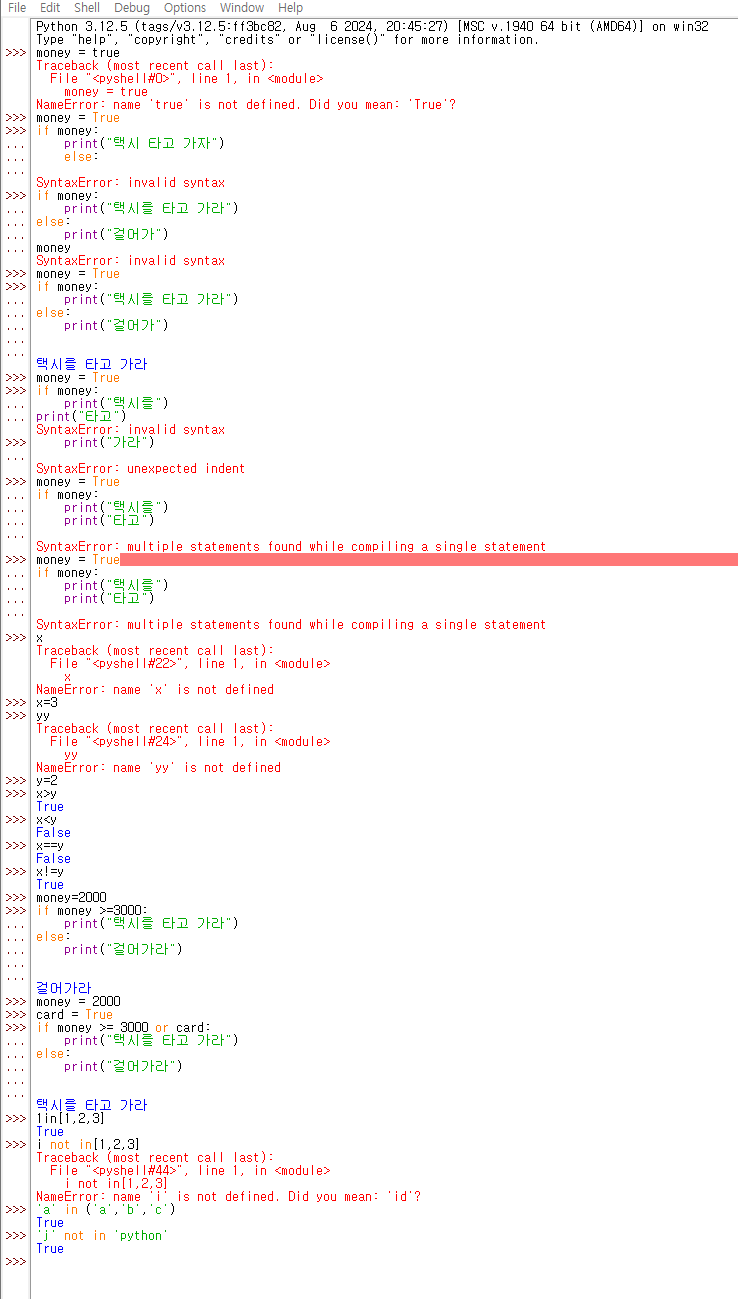 File Edit Shell Debug Options Window Help
Python 3.12.5 (tags/v3.12.5:ff3bc82, Aug  6 2024, 20:45:27) [MSC v.1940 64 bit (AMD64)] on win32
Type "help", "copyright", "credits" or "license()" for more information.
>>> money = true
Traceback (most recent call last):
  File "<pyshell#0>", line 1, in <module>
    money = true
NameError: name 'true' is not defined. Did you mean: 'True'?
>>> money = True
>>> if money:
...     print("택시 타고 가자")
...     else:
...
SyntaxError: invalid syntax
>>> if money:
...     print("택시를 타고 가라")
... else:
...     print("걸어가")
... money
SyntaxError: invalid syntax
>>> money = True
>>> if money:
...     print("택시를 타고 가라")
... else:
...     print("걸어가")
...
...
택시를 타고 가라
>>> money = True
>>> if money:
...     print("택시를")
... print("타고")
SyntaxError: invalid syntax
>>>     print("가라")
...
SyntaxError: unexpected indent
>>> money = True
... if money:
...     print("택시를")
...     print("타고")
...
SyntaxError: multiple statements found while compiling a single statement
>>> money = True
... if money:
...     print("택시를")
...     print("타고")
...
SyntaxError: multiple statements found while compiling a single statement
>>> x
Traceback (most recent call last):
  File "<pyshell#22>", line 1, in <module>
    x
NameError: name 'x' is not defined
>>> x=3
>>> yy
Traceback (most recent call last):
  File "<pyshell#24>", line 1, in <module>
    yy
NameError: name 'yy' is not defined
>>> y=2
>>> x>y
True
>>> x<y
False
>>> x==y
False
>>> x!=y
True
>>> money=2000
>>> if money >=3000:
...     print("택시를 타고 가라")
... else:
...     print("걸어가라")
...
...
걸어가라
>>> money = 2000
>>> card = True
>>> if money >= 3000 or card:
...     print("택시를 타고 가라")
... else:
...     print("걸어가라")
...
...
택시를 타고 가라
>>> 1in[1,2,3]
True
>>> i not in[1,2,3]
Traceback (most recent call last):
  File "<pyshell#44>", line 1, in <module>
    i not in[1,2,3]
NameError: name 'i' is not defined. Did you mean: 'id'?
>>> 'a' in ('a','b','c')
True
>>> 'j' not in 'python'
True
>>>